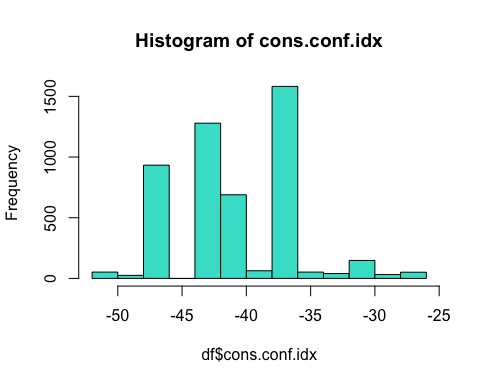 Histogram of cons.conf.idx
Frequency
1500
1000
500
0
-50 -45 -40 -35 -30 -25
df$cons.conf.idx